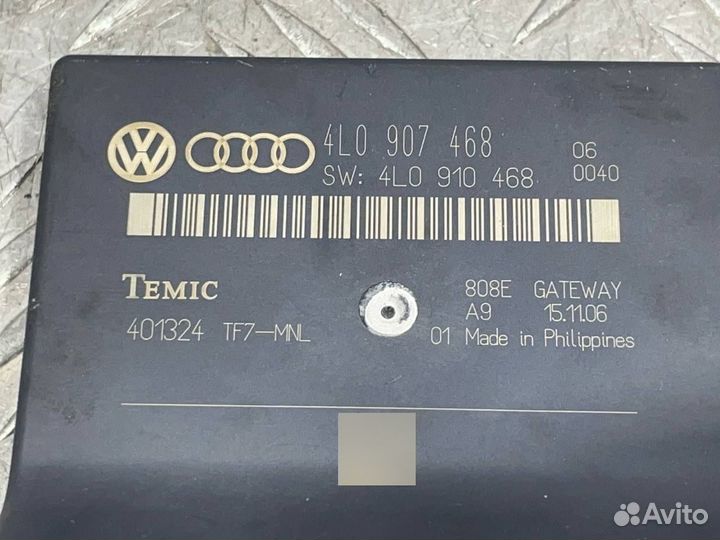 4L0 907 468 06
SW: 4L0 910 468 0040
TEMIC 808E GATEWAY
A9 15.11.06
401324 TF7-MNL 01 Made in Philippines
Avito